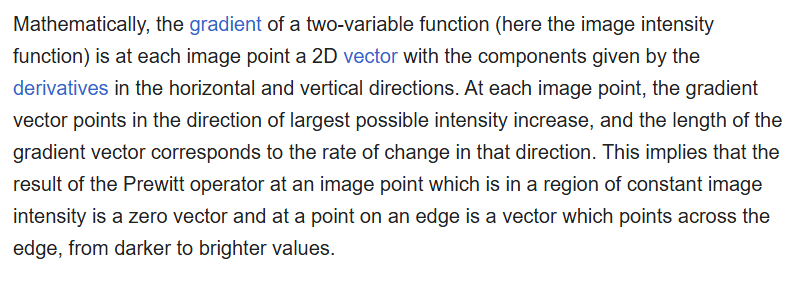 Mathematically, the gradient of a two-variable function (here the image intensity
function) is at each image point a 2D vector with the components given by the
derivatives in the horizontal and vertical directions. At each image point, the gradient
vector points in the direction of largest possible intensity increase, and the length of the
gradient vector corresponds to the rate of change in that direction. This implies that the
result of the Prewitt operator at an image point which is in a region of constant image
intensity is a zero vector and at a point on an edge is a vector which points across the
edge, from darker to brighter values.